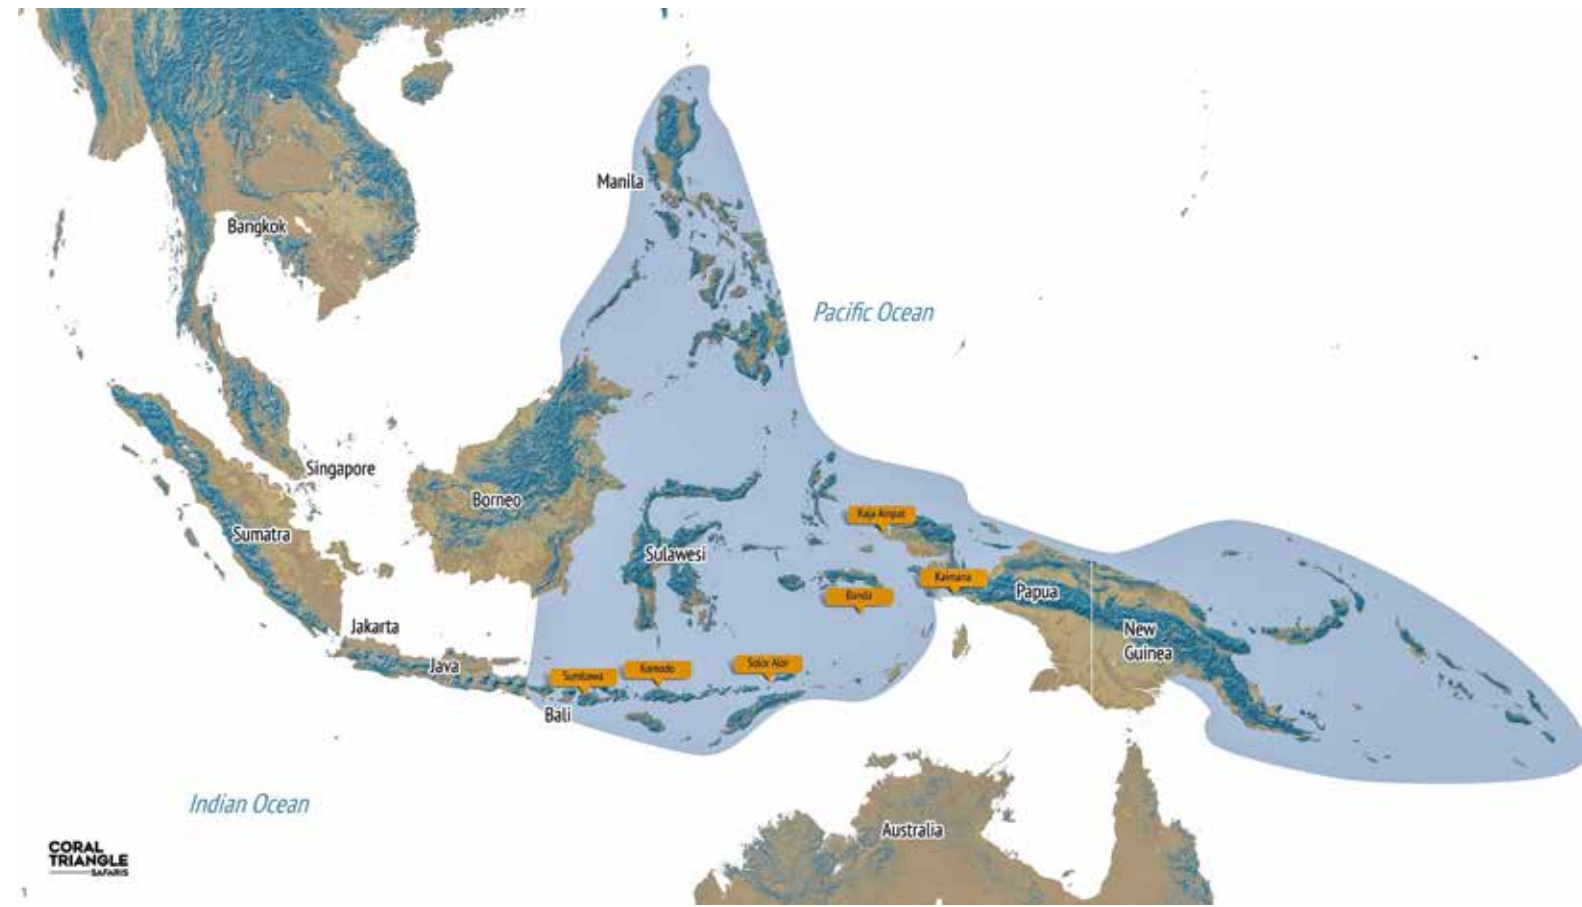 Manila
Bangkok
Pacific Ocean
Singapore
Borneo
Raja Ampat
Sumatra
Sulawesi
Kaimana
Papua
Banda
Jakarta
New
Guinea
Java
Sumbawa
Komodo
Solor Alor
Bali
Indian Ocean
Australia
CORAL
TRIANGLE
SAFARIS
1